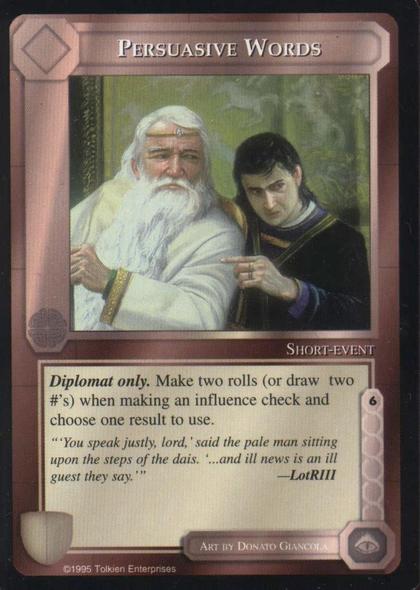 PERSUASIVE WORDS
SHORT-EVENT
Diplomat only. Make two rolls (or draw two
#'s) when making an influence check and
choose one result to use.
6
“‘You speak justly, lord,’ said the pale man sitting
upon the steps of the dais. ‘...and ill news is an ill
guest they say.’” —LotRIII
ART BY DONATO GIANCOLA
©1995 Tolkien Enterprises